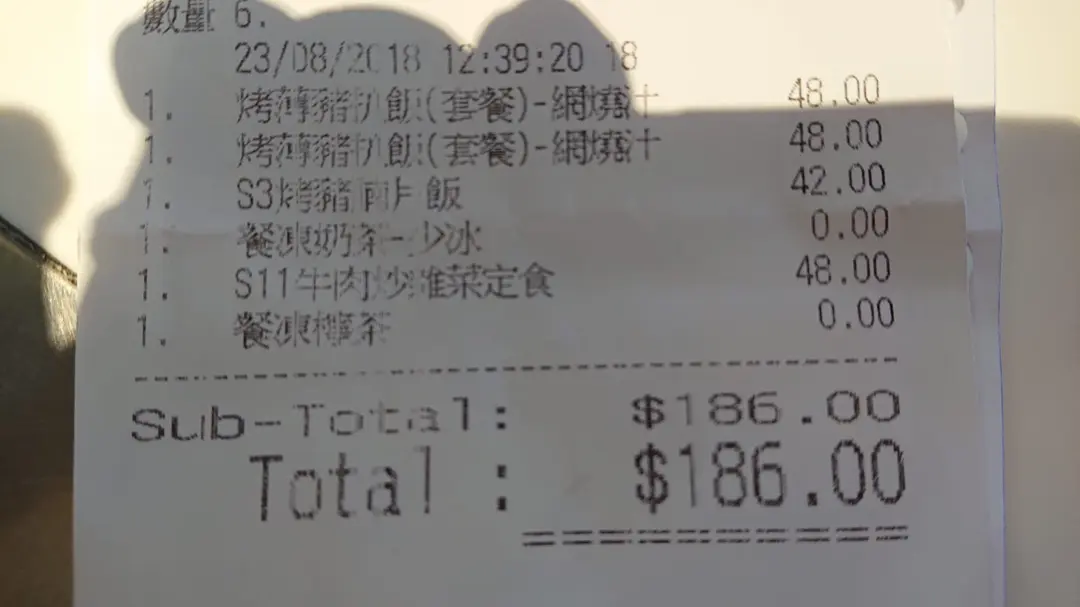 數量 6.
23/08/2018 12:39:20 18
1. 烤薄豬扒飯(套餐)-網燒汁 48.00
1. 烤薄豬扒飯(套餐)-網燒汁 48.00
1. S3烤豬腩片飯 42.00
1. 餐凍奶茶-少冰 0.00
1. S11牛肉炒雜菜定食 48.00
1. 餐凍檸茶 0.00
Sub-Total: $186.00
Total : $186.00